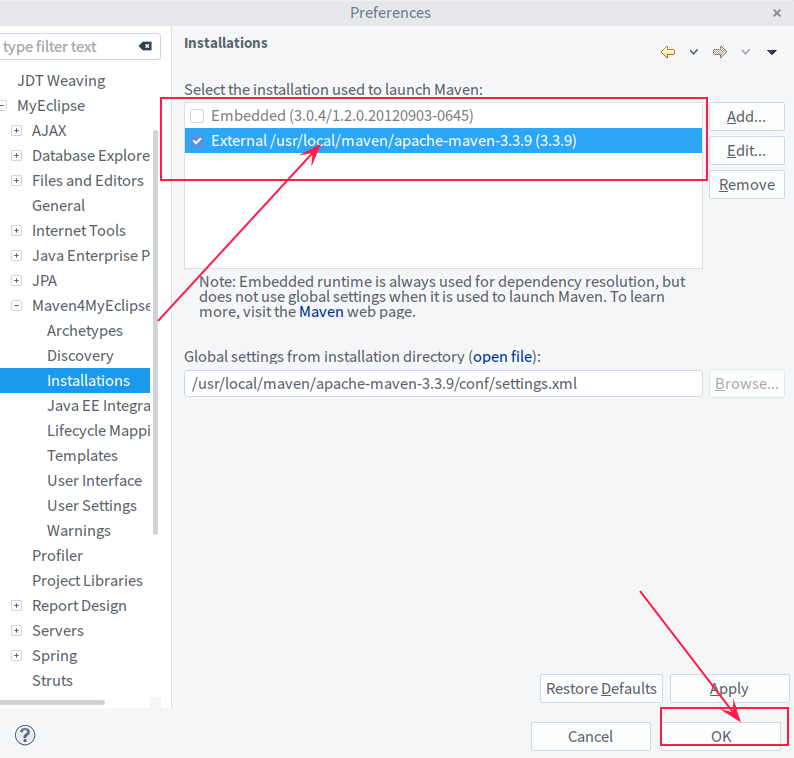 Preferences
type filter text
JDT Weaving
MyEclipse
AJAX
Database Explore
Files and Editors
General
Internet Tools
Java Enterprise P
JPA
Maven4MyEclipse
Archetypes
Discovery
Installations
Java EE Integra
Lifecycle Mappi
Templates
User Interface
User Settings
Warnings
Profiler
Project Libraries
Report Design
Servers
Spring
Struts
Installations
Select the installation used to launch Maven:
Embedded (3.0.4/1.2.0.20120903-0645)
External /usr/local/maven/apache-maven-3.3.9 (3.3.9)
Add...
Edit...
Remove
Note: Embedded runtime is always used for dependency resolution, but
does not use global settings when it is used to launch Maven. To learn
more, visit the Maven web page.
Global settings from installation directory (open file):
/usr/local/maven/apache-maven-3.3.9/conf/settings.xml
Browse...
Restore Defaults
Apply
?
Cancel
OK